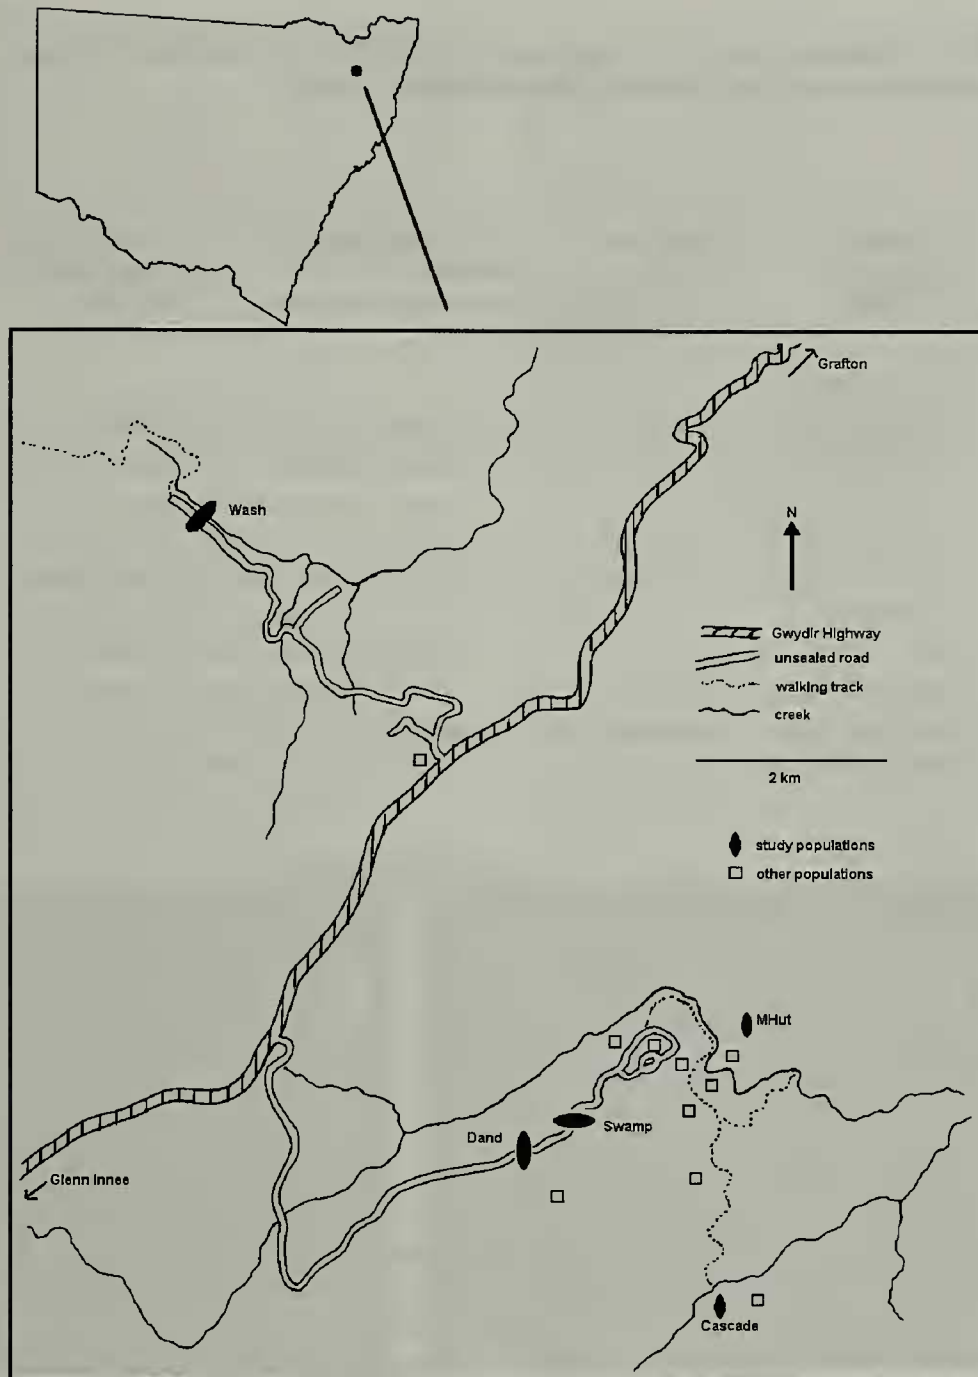 Grafton
Wash
N
Gwydir Highway
unsealed road
walking track
creek
2 km
study populations
other populations
MHut
Swamp
Dand
Glenn Innee
Cascade